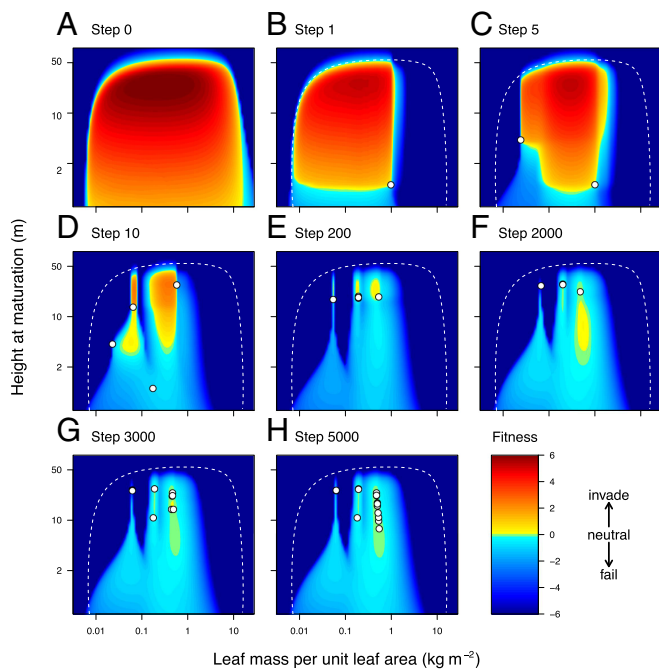 A Step 0
B Step 1
C Step 5
50
10
2
D Step 10
E Step 200
F Step 2000
50
10
2
G Step 3000
H Step 5000
Fitness
50
10
2
6
4
2
0
−2
−4
−6
invade
neutral
fail
0.01 0.1 1 10
0.01 0.1 1 10
Height at maturation (m)
Leaf mass per unit leaf area (kg m⁻²)